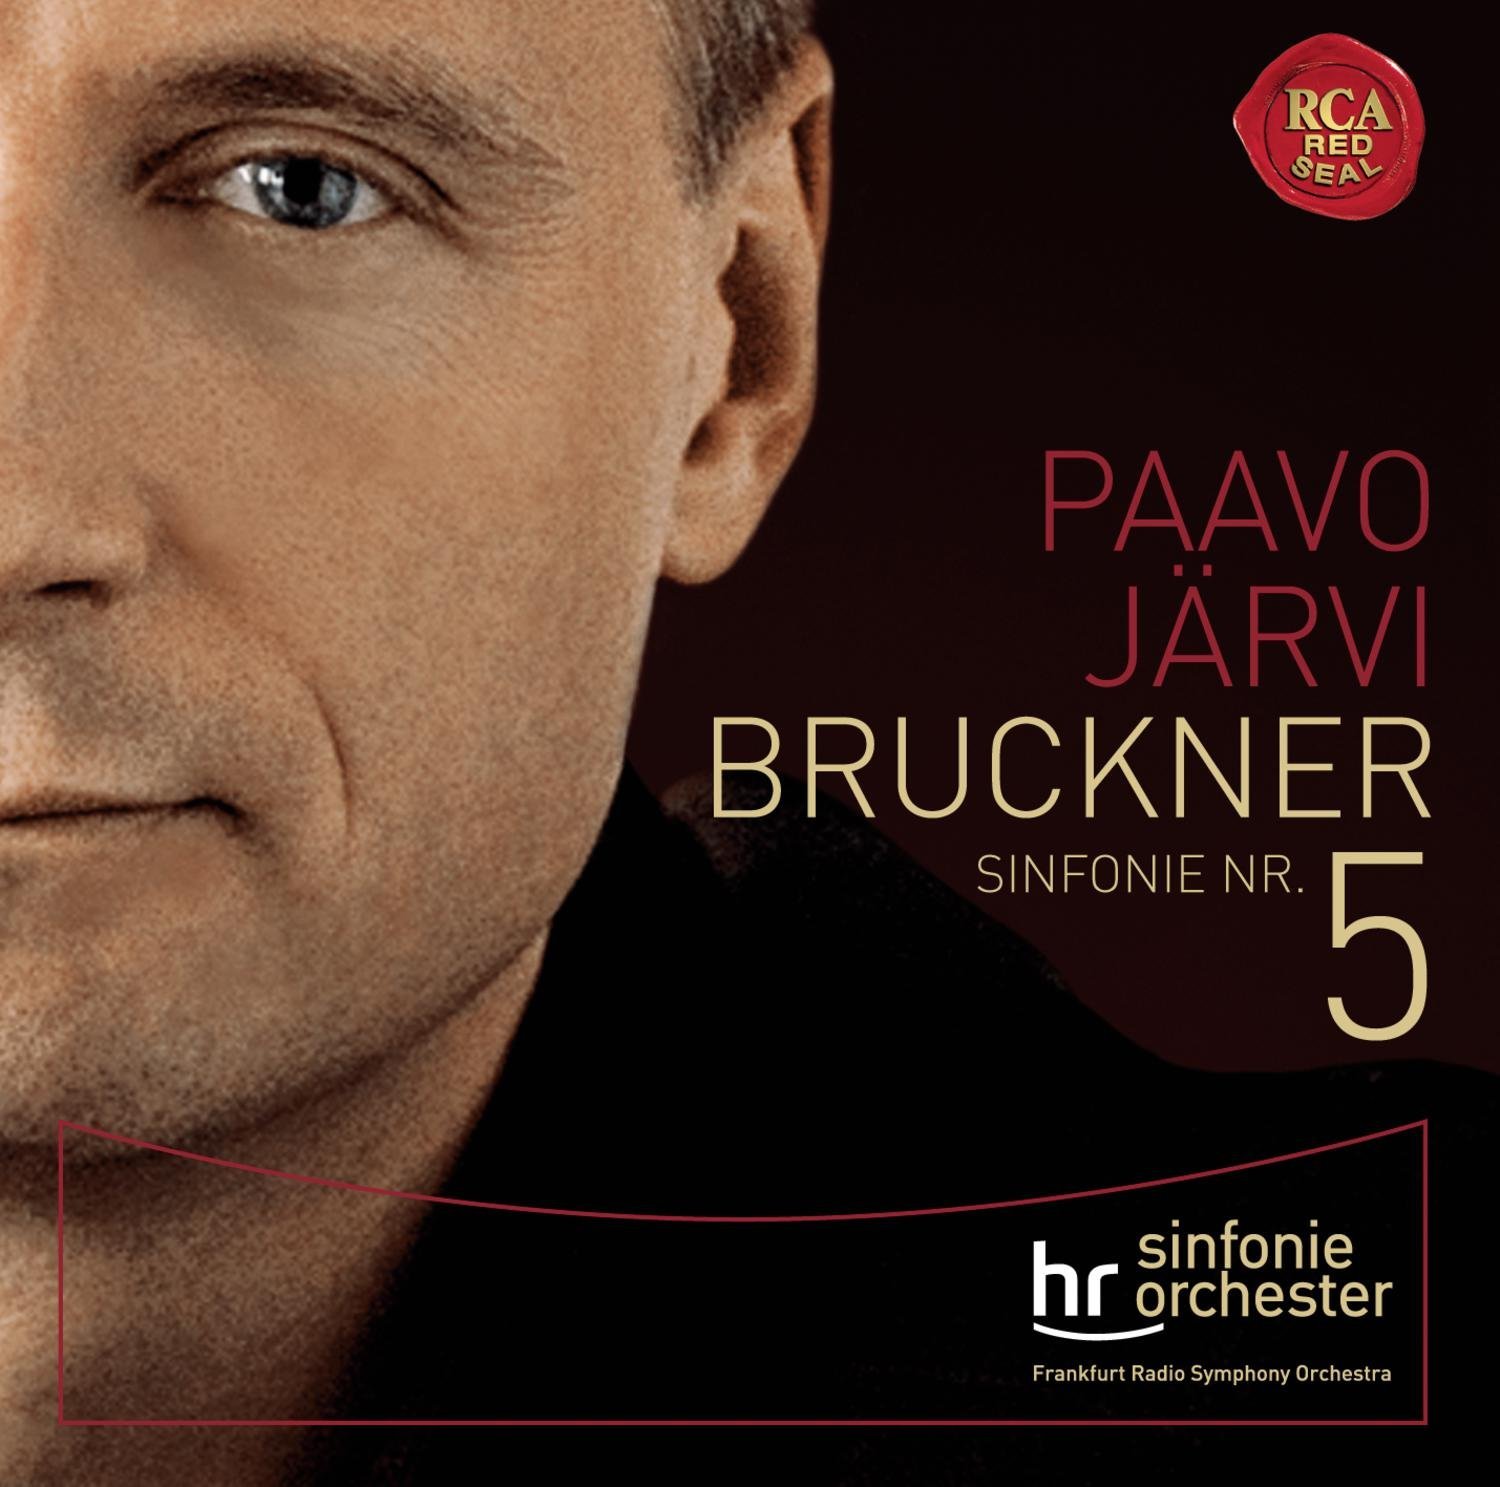 RCA
RED
SEAL
PAAVO
JÄRVI
BRUCKNER
SINFONIE NR. 5
hr sinfonie
orchester
Frankfurt Radio Symphony Orchestra